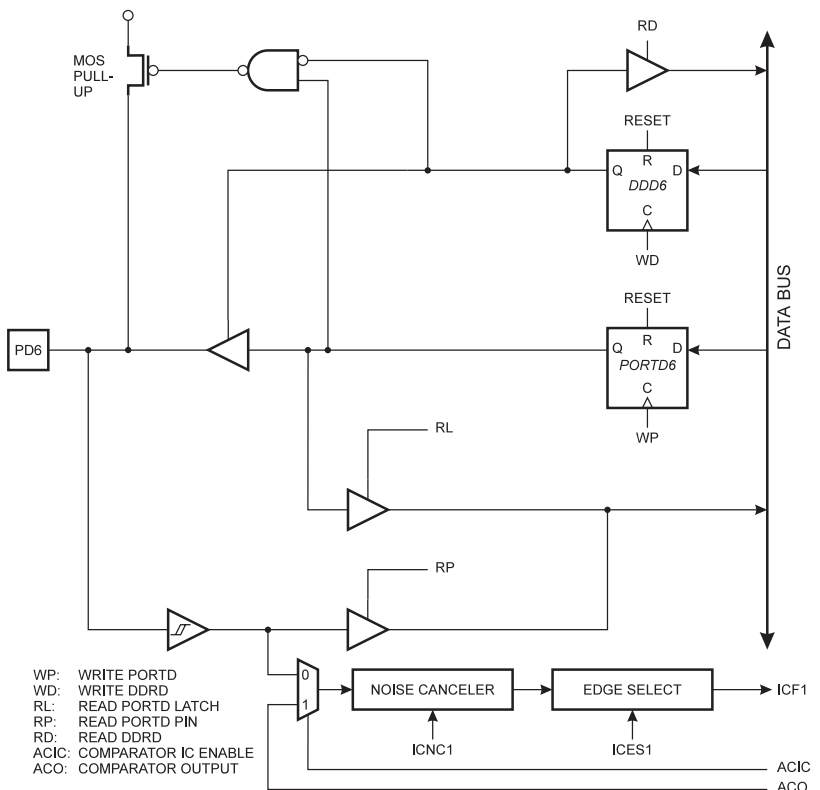 RD
MOS
PULL-
UP
RESET
R
Q
D
DDD6
C
WD
DATA BUS
RESET
R
Q
D
PORTD6
C
WP
PD6
RL
RP
0
1
NOISE CANCELER
EDGE SELECT
ICF1
ICNC1
ICES1
ACIC
ACO
WP: WRITE PORTD
WD: WRITE DDRD
RL: READ PORTD LATCH
RP: READ PORTD PIN
RD: READ DDRD
ACIC: COMPARATOR IC ENABLE
ACO: COMPARATOR OUTPUT